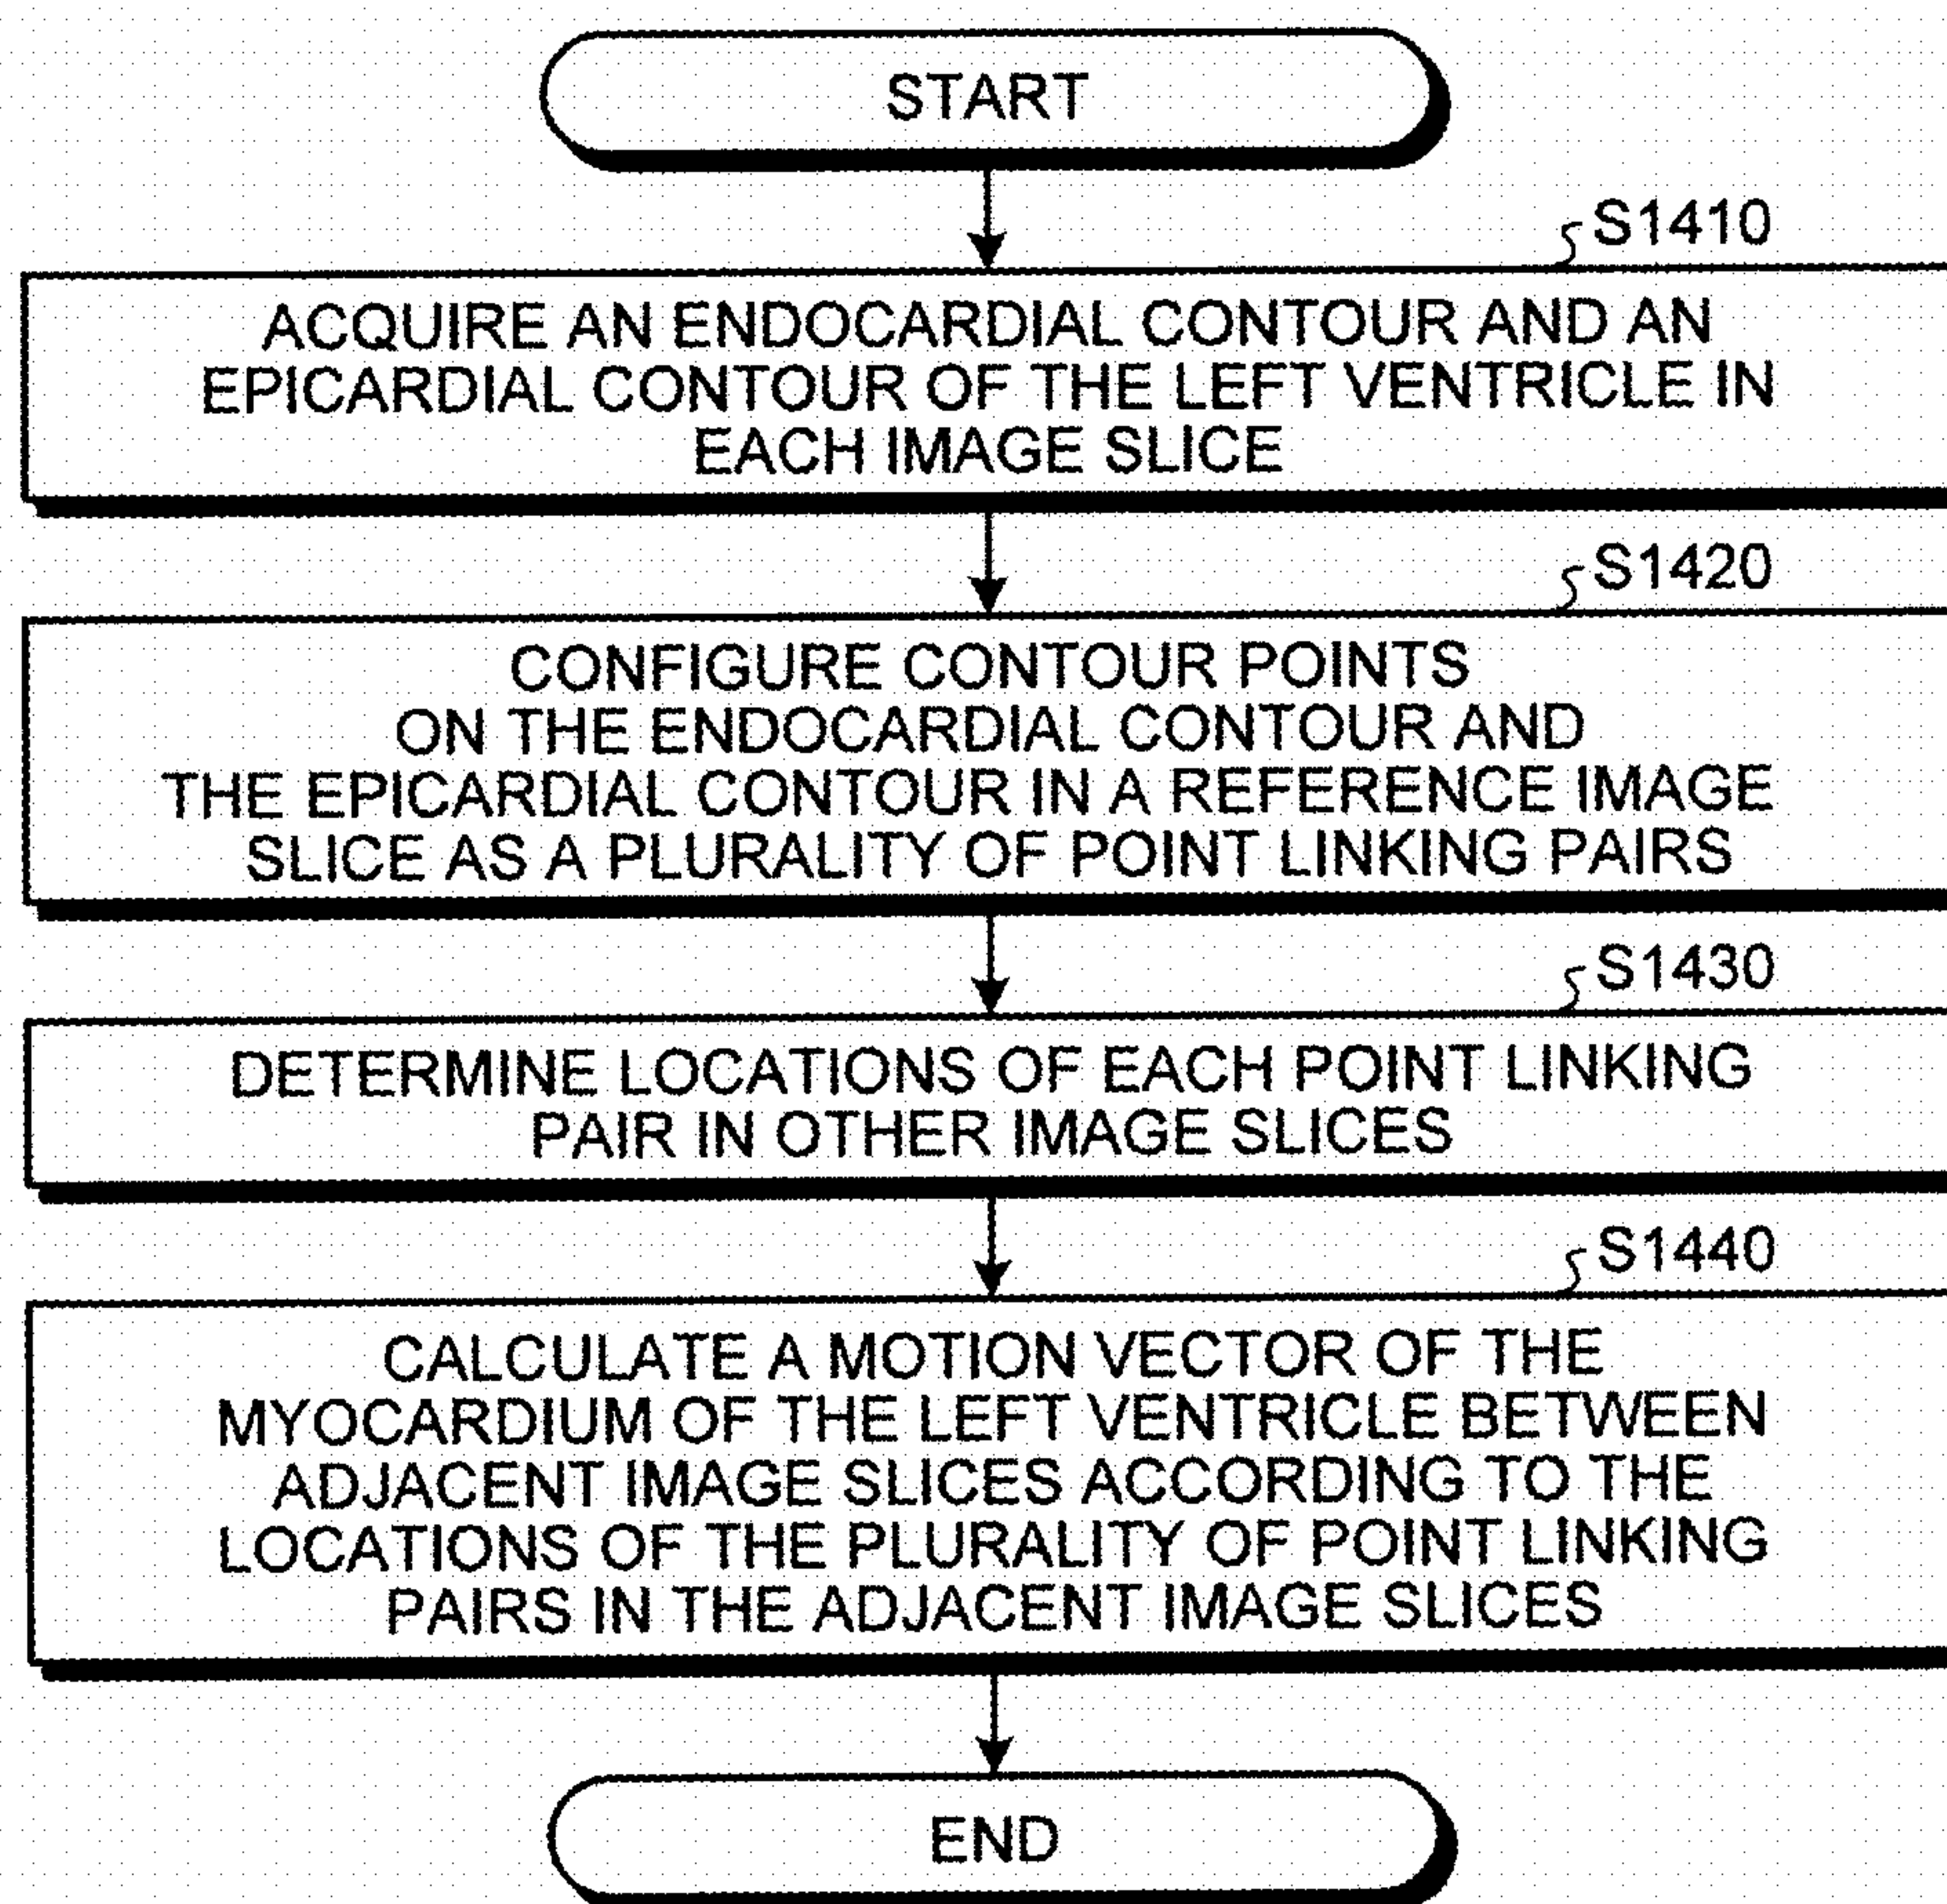 START
S1410
ACQUIRE AN ENDOCARDIAL CONTOUR AND AN
EPICARDIAL CONTOUR OF THE LEFT VENTRICLE IN
EACH IMAGE SLICE
S1420
CONFIGURE CONTOUR POINTS
ON THE ENDOCARDIAL CONTOUR AND
THE EPICARDIAL CONTOUR IN A REFERENCE IMAGE
SLICE AS A PLURALITY OF POINT LINKING PAIRS
S1430
DETERMINE LOCATIONS OF EACH POINT LINKING
PAIR IN OTHER IMAGE SLICES
S1440
CALCULATE A MOTION VECTOR OF THE
MYOCARDIUM OF THE LEFT VENTRICLE BETWEEN
ADJACENT IMAGE SLICES ACCORDING TO THE
LOCATIONS OF THE PLURALITY OF POINT LINKING
PAIRS IN THE ADJACENT IMAGE SLICES
END